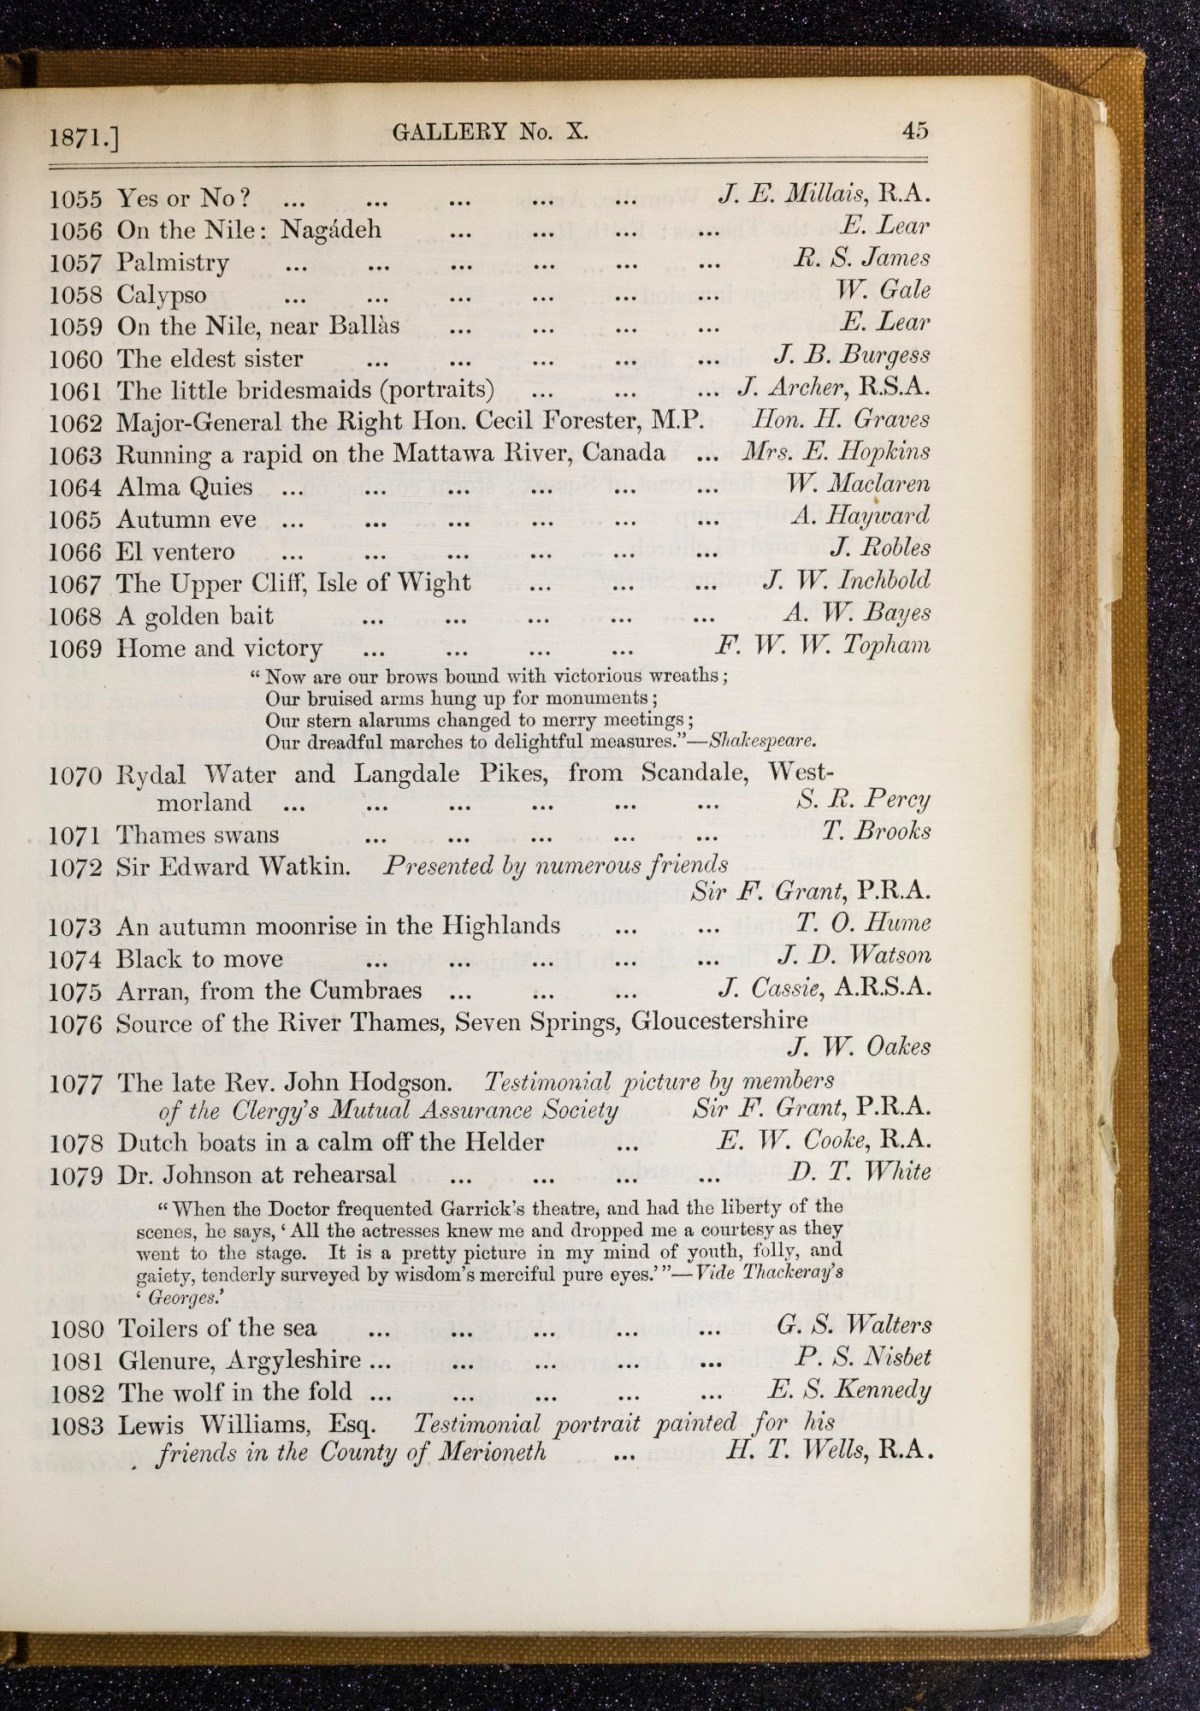 1871.] GALLERY No. X. 45
1055 Yes or No? ... ... ... ... ... J. E. Millais, R.A.
1056 On the Nile: Nagádeh ... ... ... ... E. Lear
1057 Palmistry ... ... ... ... ... ... R. S. James
1058 Calypso ... ... ... ... ... ... W. Gale
1059 On the Nile, near Ballàs ... ... ... ... E. Lear
1060 The eldest sister ... ... ... ... ... J. B. Burgess
1061 The little bridesmaids (portraits) ... ... ... J. Archer, R.S.A.
1062 Major-General the Right Hon. Cecil Forester, M.P. Hon. H. Graves
1063 Running a rapid on the Mattawa River, Canada ... Mrs. E. Hopkins
1064 Alma Quies ... ... ... ... ... ... W. Maclaren
1065 Autumn eve ... ... ... ... ... ... A. Hayward
1066 El ventero ... ... ... ... ... ... J. Robles
1067 The Upper Cliff, Isle of Wight ... ... ... J. W. Inchbold
1068 A golden bait ... ... ... ... ... A. W. Bayes
1069 Home and victory ... ... ... ... F. W. W. Topham
“ Now are our brows bound with victorious wreaths ;
Our bruised arms hung up for monuments ;
Our stern alarums changed to merry meetings ;
Our dreadful marches to delightful measures.”—Shakespeare.
1070 Rydal Water and Langdale Pikes, from Scandale, West-
morland ... ... ... ... ... ... S. R. Percy
1071 Thames swans ... ... ... ... ... T. Brooks
1072 Sir Edward Watkin. Presented by numerous friends
Sir F. Grant, P.R.A.
1073 An autumn moonrise in the Highlands ... ... T. O. Hume
1074 Black to move ... ... ... ... ... J. D. Watson
1075 Arran, from the Cumbraes ... ... ... J. Cassie, A.R.S.A.
1076 Source of the River Thames, Seven Springs, Gloucestershire
J. W. Oakes
1077 The late Rev. John Hodgson. Testimonial picture by members
of the Clergy’s Mutual Assurance Society Sir F. Grant, P.R.A.
1078 Dutch boats in a calm off the Helder ... E. W. Cooke, R.A.
1079 Dr. Johnson at rehearsal ... ... ... ... D. T. White
“ When the Doctor frequented Garrick’s theatre, and had the liberty of the
scenes, he says, ‘ All the actresses knew me and dropped me a courtesy as they
went to the stage. It is a pretty picture in my mind of youth, folly, and
gaiety, tenderly surveyed by wisdom’s merciful pure eyes.’ ”—Vide Thackeray’s
‘ Georges.’
1080 Toilers of the sea ... ... ... ... ... G. S. Walters
1081 Glenure, Argyleshire ... ... ... ... ... P. S. Nisbet
1082 The wolf in the fold ... ... ... ... ... E. S. Kennedy
1083 Lewis Williams, Esq. Testimonial portrait painted for his
friends in the County of Merioneth ... H. T. Wells, R.A.